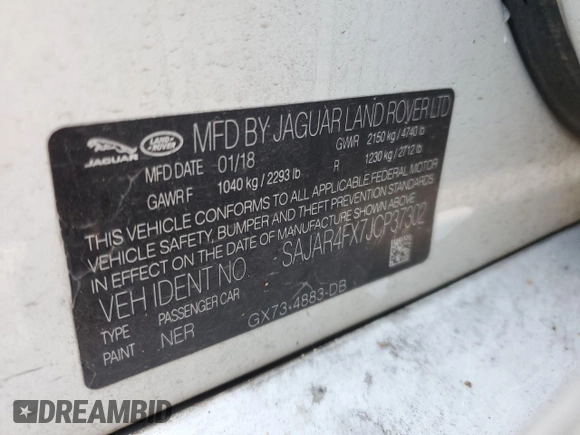 JAGUAR LAND ROVER MFD BY JAGUAR LAND ROVER LTD
MFD DATE 01/18 GVWR 2150 kg / 4740 lb
GAWR F 1040 kg / 2293 lb R 1230 kg / 2712 lb
THIS VEHICLE CONFORMS TO ALL APPLICABLE FEDERAL MOTOR
VEHICLE SAFETY, BUMPER AND THEFT PREVENTION STANDARDS
IN EFFECT ON THE DATE OF MANUFACTURE SHOWN ABOVE.
VEH IDENT NO. SAJAR4FX7JCP37302
TYPE PASSENGER CAR
PAINT NER GX73-4883-DB
DREAMBID